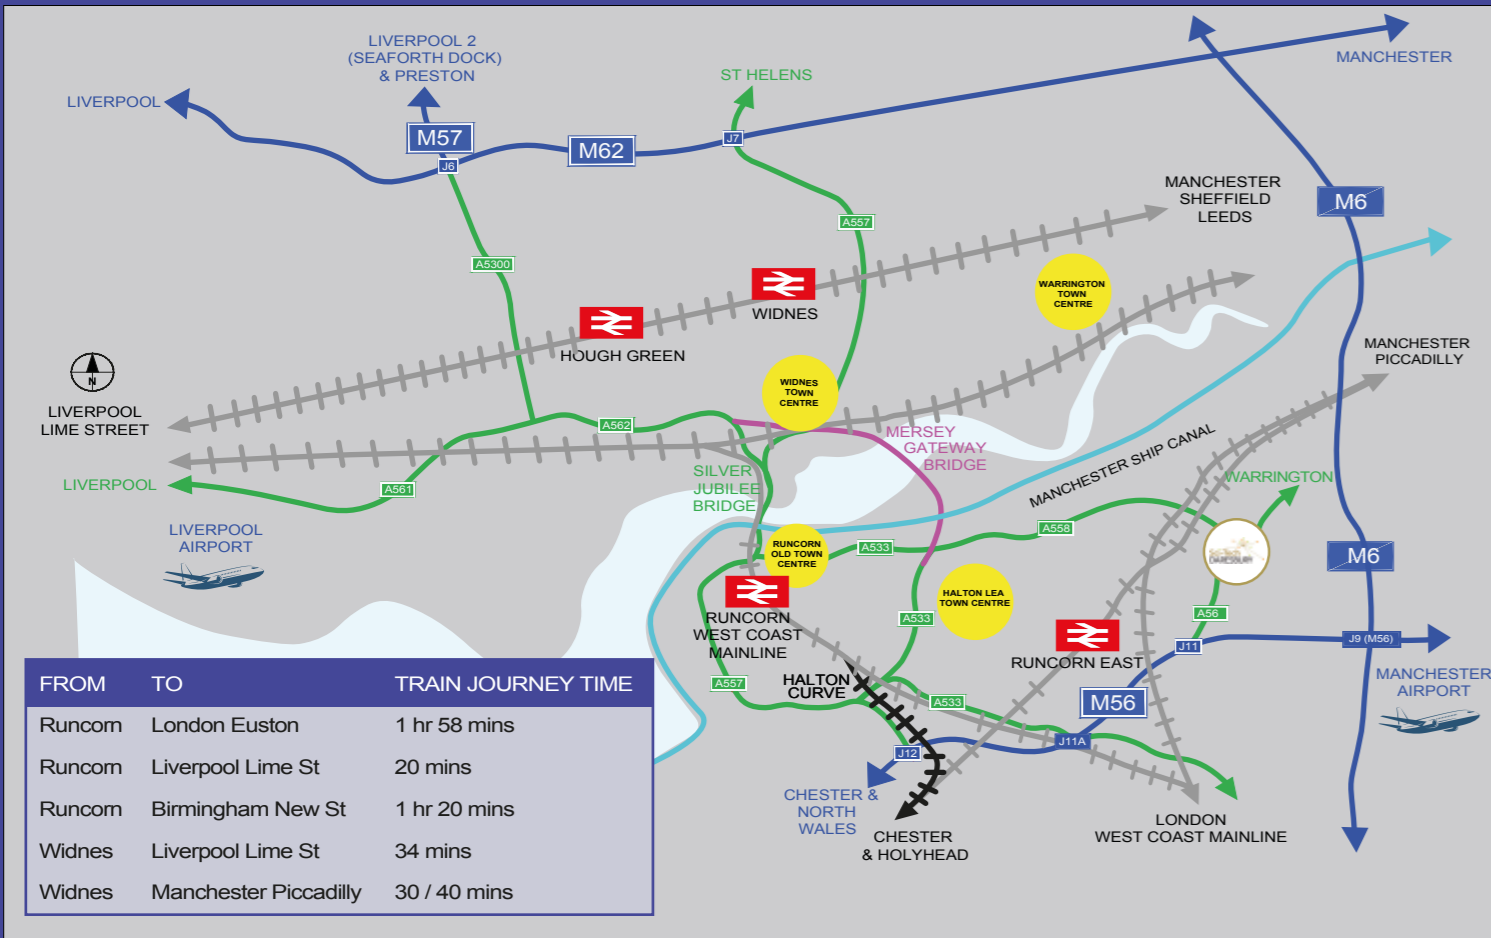 LIVERPOOL 2
(SEAFORTH DOCK)
& PRESTON
MANCHESTER
ST HELENS
LIVERPOOL
M57
J7
M62
J6
MANCHESTER
SHEFFIELD
LEEDS
M6
A557
A5300
WARRINGTON
TOWN
CENTRE
WIDNES
HOUGH GREEN
MANCHESTER
PICCADILLY
N
WIDNES
TOWN
CENTRE
LIVERPOOL
LIME STREET
A562
MERSEY
GATEWAY
BRIDGE
MANCHESTER SHIP CANAL
SILVER
JUBILEE
BRIDGE
WARRINGTON
LIVERPOOL
A561
LIVERPOOL
AIRPORT
A558
RUNCORN
OLD TOWN
CENTRE
A533
DARESBURY
M6
HALTON LEA
TOWN CENTRE
A533
A56
RUNCORN
WEST COAST
MAINLINE
RUNCORN EAST
J11
J9 (M56)
HALTON
CURVE
A557
A533
M56
MANCHESTER
AIRPORT
J12
J11A
CHESTER &
NORTH
WALES
CHESTER
& HOLYHEAD
LONDON
WEST COAST MAINLINE
FROM TO TRAIN JOURNEY TIME
Runcorn London Euston 1 hr 58 mins
Runcorn Liverpool Lime St 20 mins
Runcorn Birmingham New St 1 hr 20 mins
Widnes Liverpool Lime St 34 mins
Widnes Manchester Piccadilly 30 / 40 mins